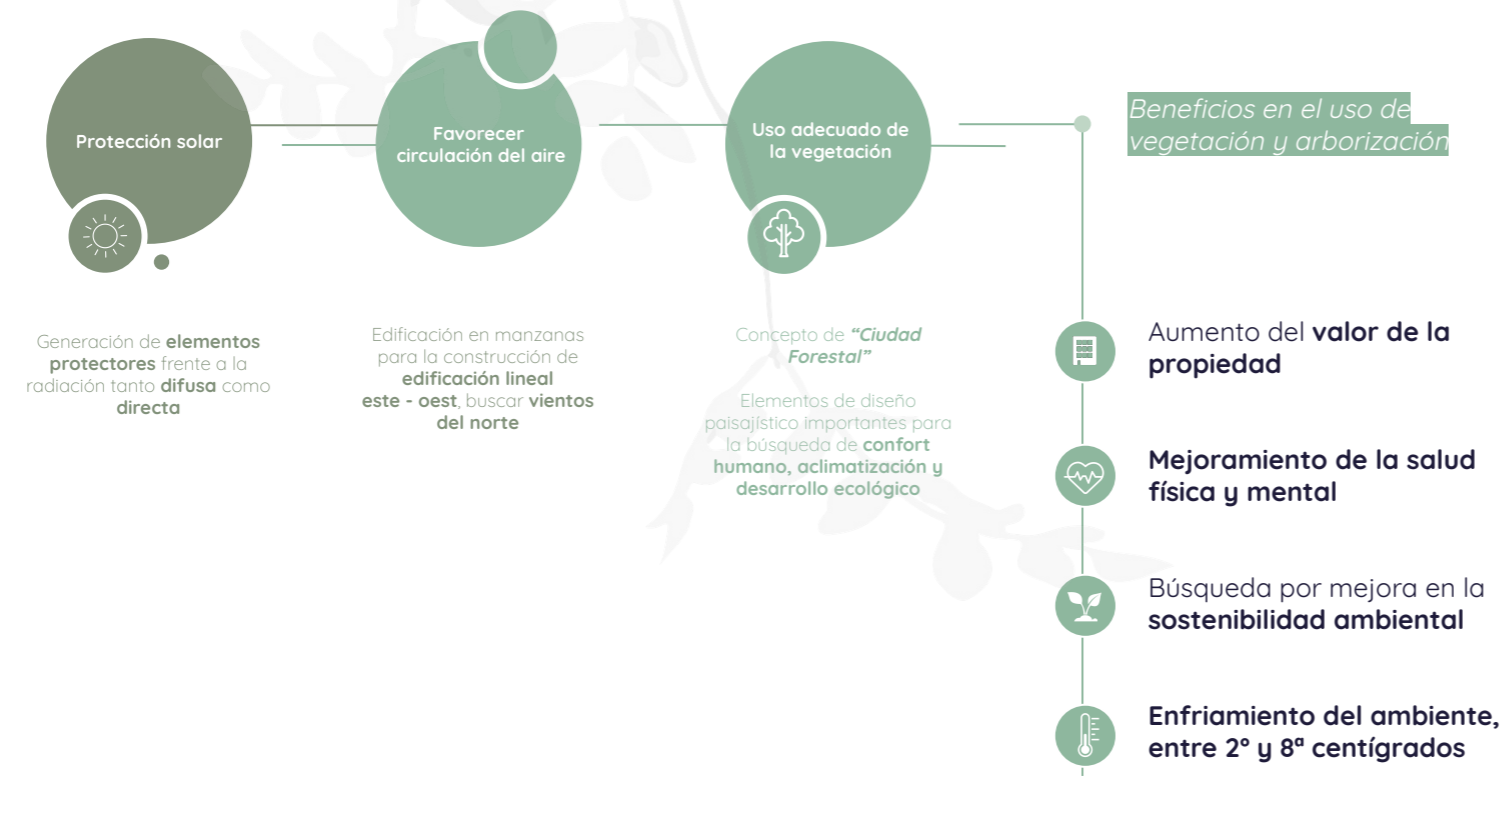 Protección solar
Generación de elementos
protectores frente a la
radiación tanto difusa como
directa
Favorecer
circulación del aire
Edificación en manzanas
para la construcción de
edificación lineal
este - oest, buscar vientos
del norte
Uso adecuado de
la vegetación
Concepto de “Ciudad
Forestal”
Elementos de diseño
paisajístico importantes para
la búsqueda de confort
humano, aclimatización y
desarrollo ecológico
Beneficios en el uso de
vegetación y arborización
Aumento del valor de la
propiedad
Mejoramiento de la salud
física y mental
Búsqueda por mejora en la
sostenibilidad ambiental
Enfriamiento del ambiente,
entre 2º y 8ª centígrados